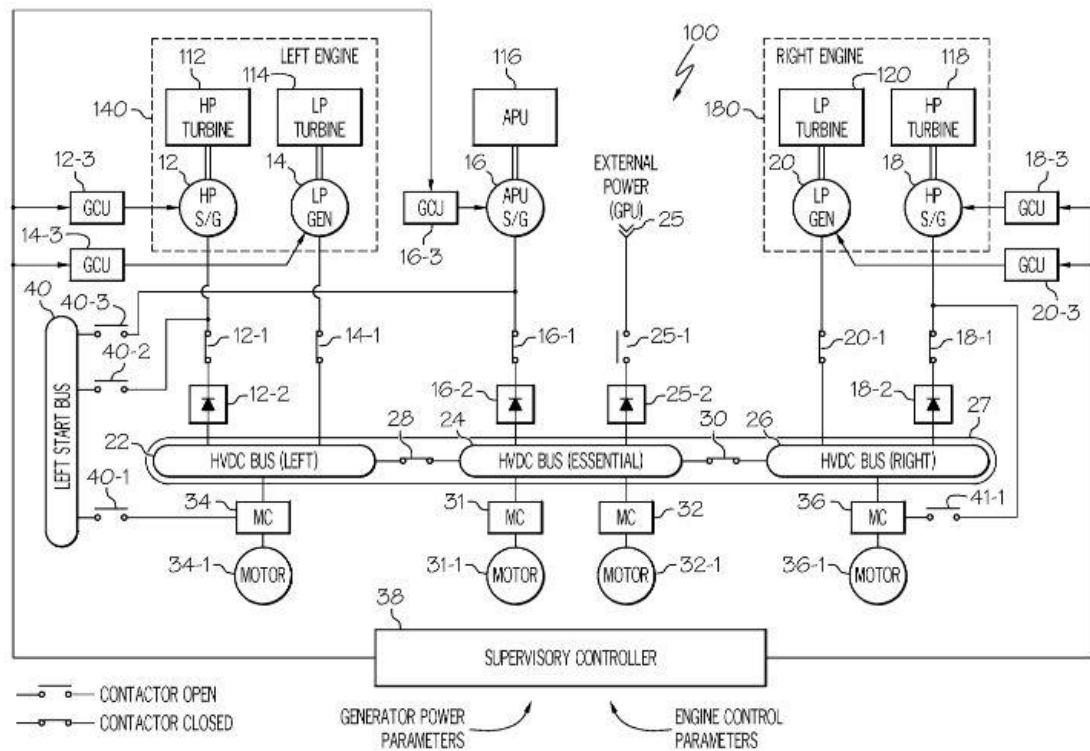 100
112
LEFT ENGINE
114
116
RIGHT ENGINE
120
118
140
HP
TURBINE
LP
TURBINE
APU
180
LP
TURBINE
HP
TURBINE
12-3
12
14
16
EXTERNAL
POWER
(GPU)
20
18
18-3
GCU
HP
S/G
LP
GEN
GCU
APU
S/G
LP
GEN
HP
S/G
GCU
14-3
16-3
25
GCU
GCU
40
40-3
20-3
40-2
12-1
14-1
16-1
25-1
20-1
18-1
LEFT START BUS
12-2
16-2
25-2
18-2
22
28
24
30
26
27
HVDC BUS (LEFT)
HVDC BUS (ESSENTIAL)
HVDC BUS (RIGHT)
40-1
34
31
32
36
41-1
MC
MC
MC
MC
MOTOR
MOTOR
MOTOR
MOTOR
34-1
31-1
32-1
36-1
38
SUPERVISORY CONTROLLER
CONTACTOR OPEN
CONTACTOR CLOSED
GENERATOR POWER
PARAMETERS
ENGINE CONTROL
PARAMETERS